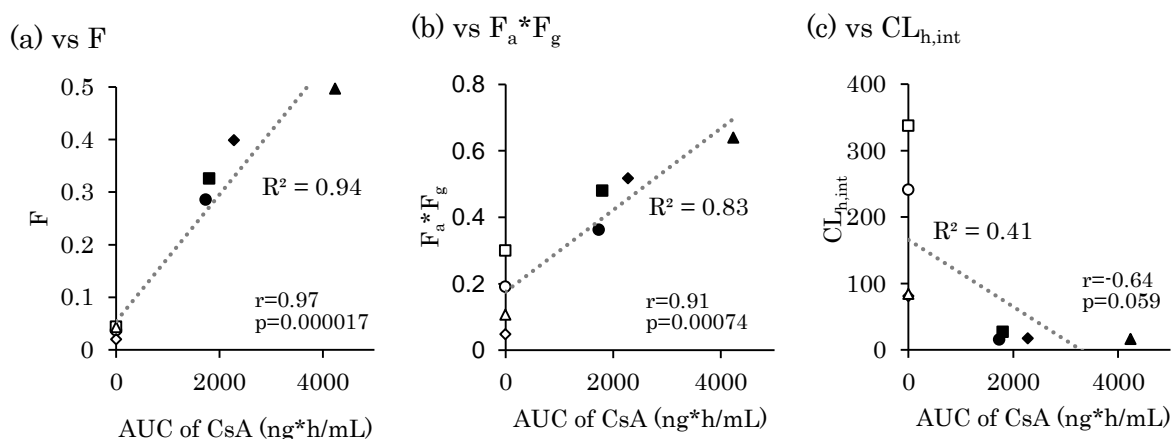 (a) vs F
0.5
0.4
0.3
0.2
0.1
0
F
R² = 0.94
r=0.97
p=0.000017
0 2000 4000
AUC of CsA (ng*h/mL)
(b) vs Fa*Fg
0.8
0.6
0.4
0.2
0
Fa*Fg
R² = 0.83
r=0.91
p=0.00074
0 2000 4000
AUC of CsA (ng*h/mL)
(c) vs CLh,int
400
300
200
100
0
CLh,int
R² = 0.41
r=-0.64
p=0.059
0 2000 4000
AUC of CsA (ng*h/mL)